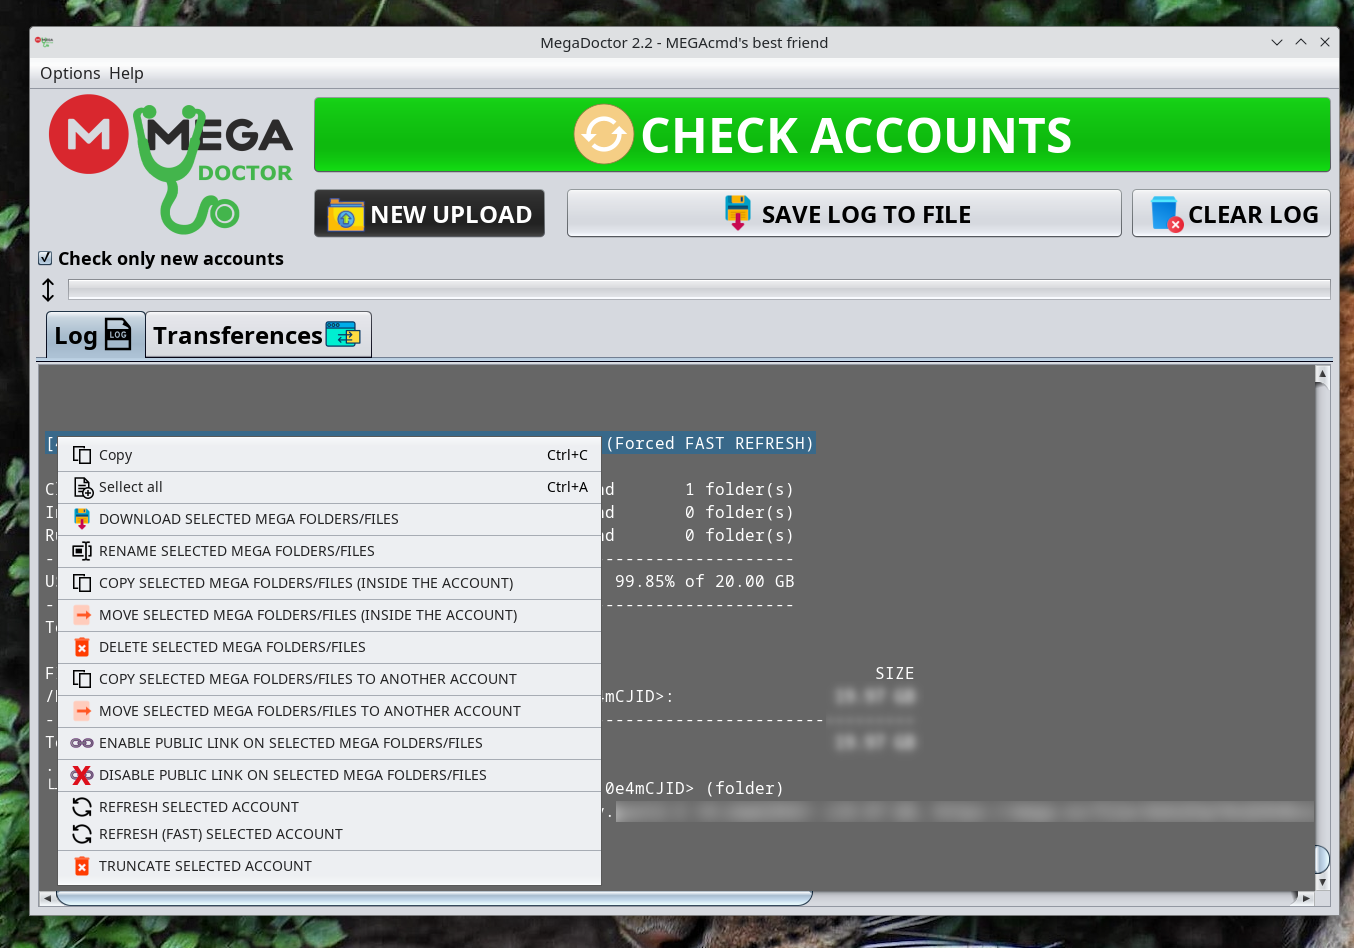 MegaDoctor 2.2 - MEGAcmd's best friend
Options Help
M MEGA DOCTOR
CHECK ACCOUNTS
NEW UPLOAD
SAVE LOG TO FILE
CLEAR LOG
Check only new accounts
Log LOG
Transferences
(Forced FAST REFRESH)
Copy Ctrl+C
Sellect all Ctrl+A
DOWNLOAD SELECTED MEGA FOLDERS/FILES
RENAME SELECTED MEGA FOLDERS/FILES
COPY SELECTED MEGA FOLDERS/FILES (INSIDE THE ACCOUNT)
MOVE SELECTED MEGA FOLDERS/FILES (INSIDE THE ACCOUNT)
DELETE SELECTED MEGA FOLDERS/FILES
COPY SELECTED MEGA FOLDERS/FILES TO ANOTHER ACCOUNT
MOVE SELECTED MEGA FOLDERS/FILES TO ANOTHER ACCOUNT
ENABLE PUBLIC LINK ON SELECTED MEGA FOLDERS/FILES
DISABLE PUBLIC LINK ON SELECTED MEGA FOLDERS/FILES
REFRESH SELECTED ACCOUNT
REFRESH (FAST) SELECTED ACCOUNT
TRUNCATE SELECTED ACCOUNT
1 folder(s)
0 folder(s)
0 folder(s)
99.85% of 20.00 GB
SIZE
mCJID>:
0e4mCJID> (folder)